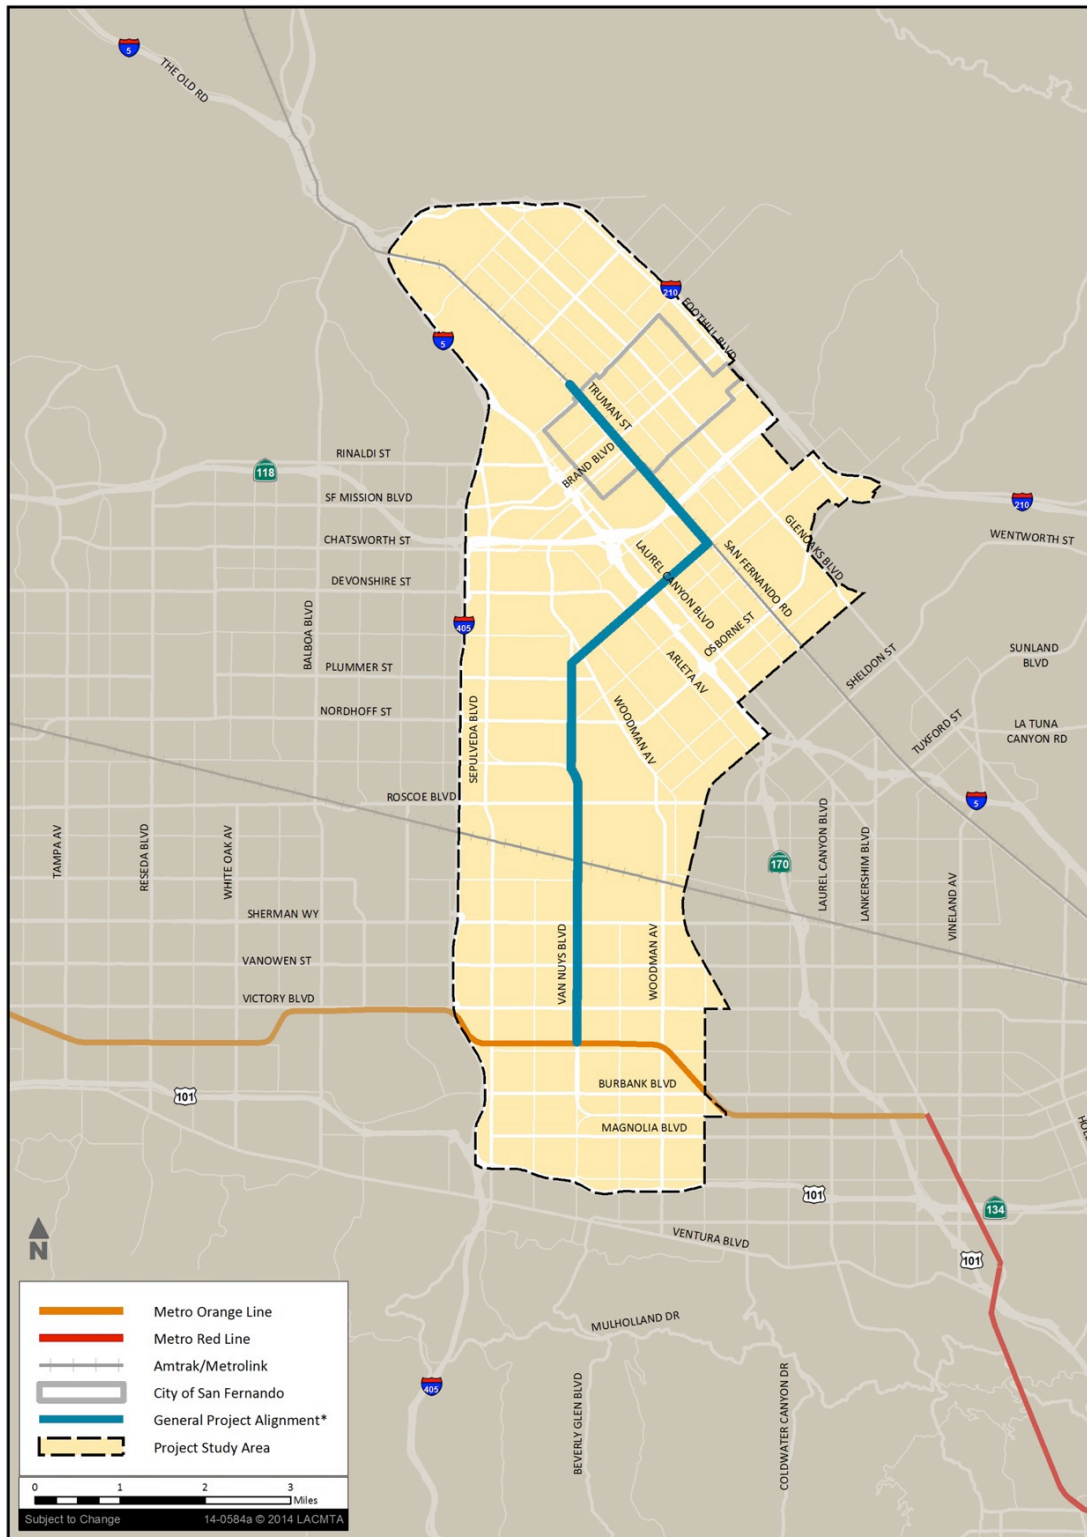 5
THE OLD RD
210
FOOTHILL BLVD
5
TRUMAN ST
BRAND BLVD
RINALDI ST
118
SF MISSION BLVD
210
WENTWORTH ST
CHATSWORTH ST
GLENOAKS BLVD
SAN FERNANDO RD
LAUREL CANYON BLVD
DEVONSHIRE ST
405
BALBOA BLVD
OSBORNE ST
ARLETA AV
SHELDON ST
SUNLAND
BLVD
PLUMMER ST
NORDHOFF ST
SEPULVEDA BLVD
WOODMAN AV
TUXFORD ST
LA TUNA
CANYON RD
ROSCOE BLVD
5
TAMPA AV
RESEDA BLVD
WHITE OAK AV
170
LAUREL CANYON BLVD
LANKERSHIM BLVD
VINELAND AV
SHERMAN WY
VAN NUYS BLVD
WOODMAN AV
VANOWEN ST
VICTORY BLVD
101
BURBANK BLVD
MAGNOLIA BLVD
101
134
VENTURA BLVD
101
N
MULHOLLAND DR
405
BEVERLY GLEN BLVD
COLDWATER CANYON DR
Metro Orange Line
Metro Red Line
Amtrak/Metrolink
City of San Fernando
General Project Alignment*
Project Study Area
0 1 2 3
Miles
Subject to Change 14-0584a © 2014 LACMTA